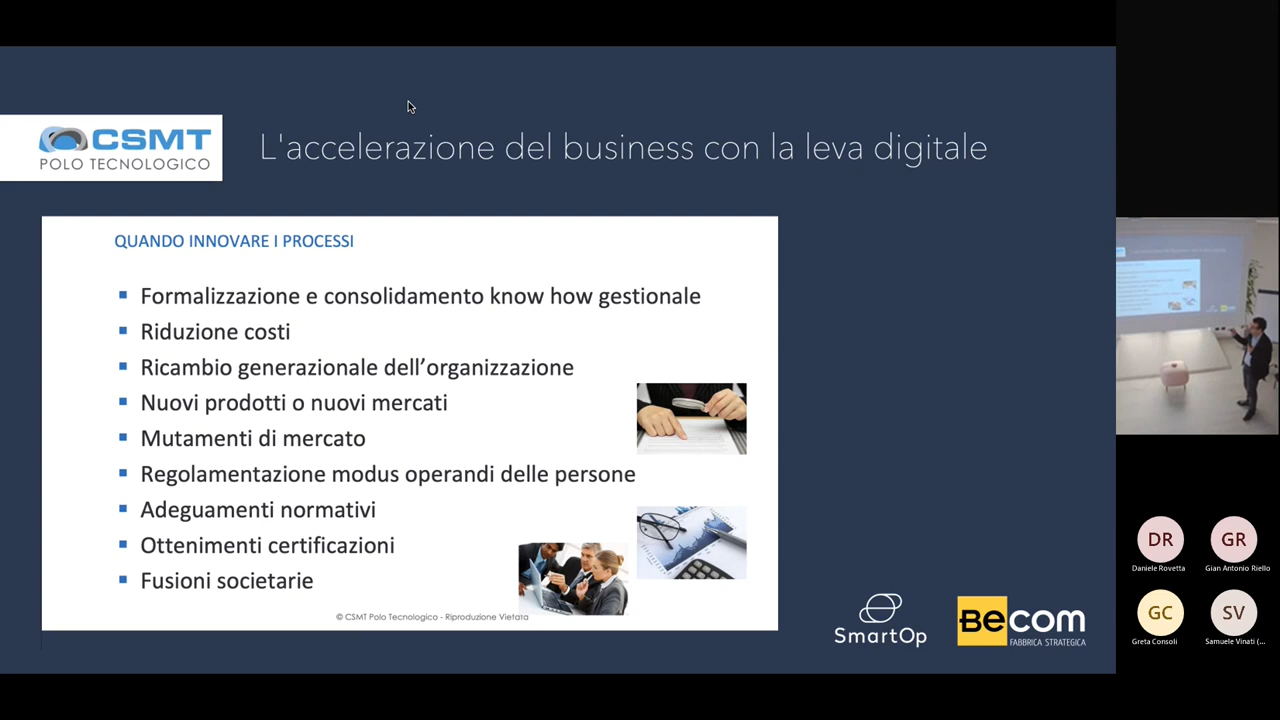 CSMT
POLO TECNOLOGICO
L'accelerazione del business con la leva digitale
QUANDO INNOVARE I PROCESSI
Formalizzazione e consolidamento know how gestionale
Riduzione costi
Ricambio generazionale dell’organizzazione
Nuovi prodotti o nuovi mercati
Mutamenti di mercato
Regolamentazione modus operandi delle persone
Adeguamenti normativi
Ottenimenti certificazioni
Fusioni societarie
© CSMT Polo Tecnologico - Riproduzione Vietata
SmartOp
Becom
FABBRICA STRATEGICA
DR
Daniele Rovetta
GR
Gian Antonio Riello
GC
Greta Consoli
SV
Samuele Vinati (...